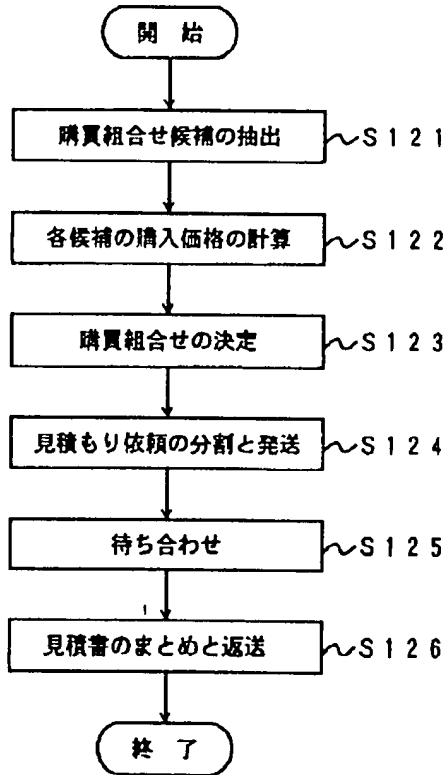 開 始
購買組合せ候補の抽出 S121
各候補の購入価格の計算 S122
購買組合せの決定 S123
見積もり依頼の分割と発送 S124
待ち合わせ S125
見積書のまとめと返送 S126
終 了